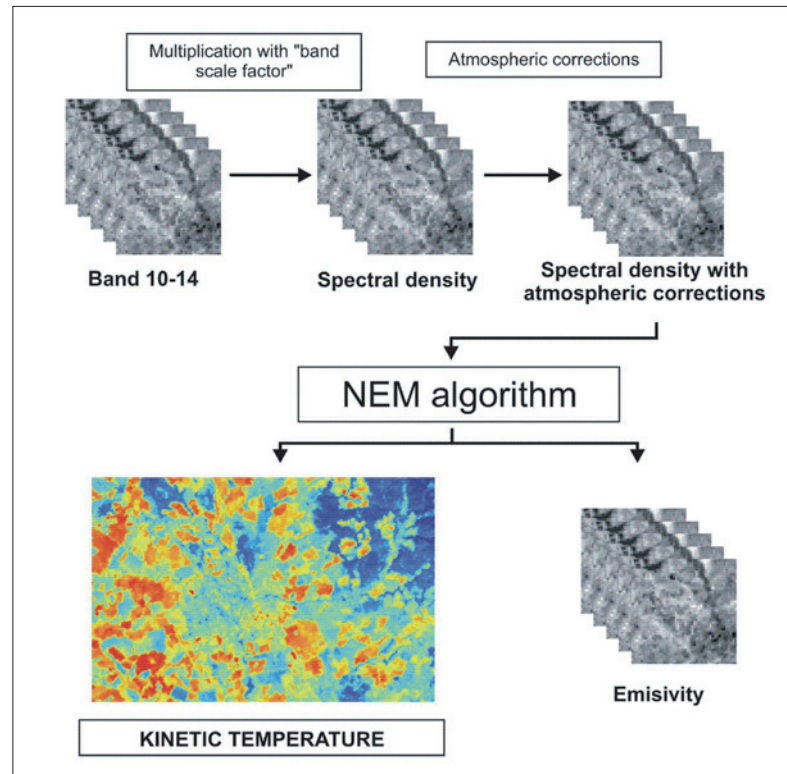 Multiplication with "band
scale factor"
Atmospheric corrections
Band 10-14
Spectral density
Spectral density with
atmospheric corrections
NEM algorithm
KINETIC TEMPERATURE
Emisivity